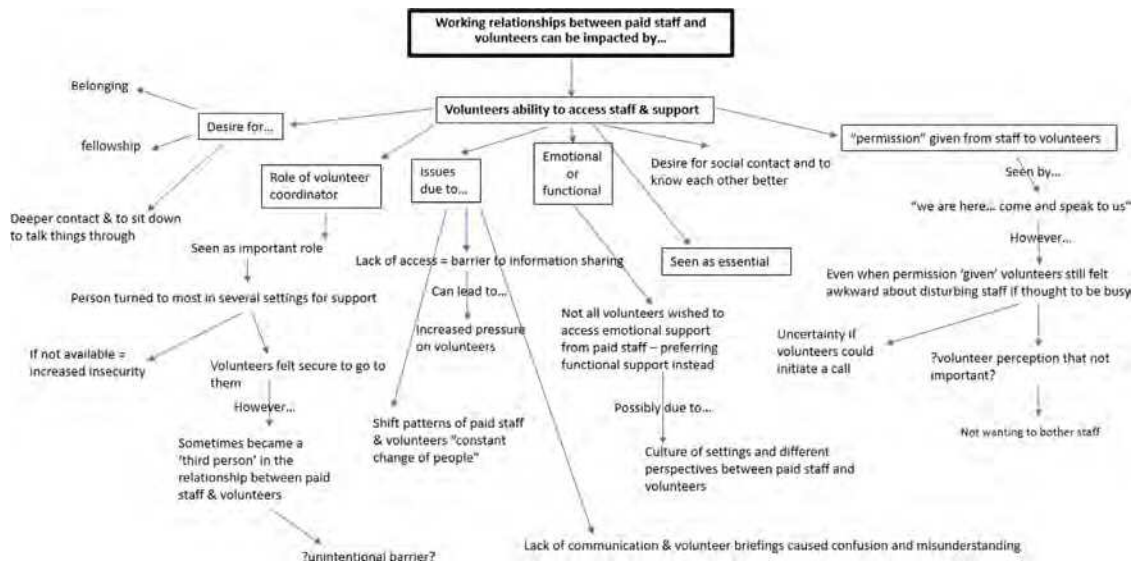 Working relationships between paid staff and
volunteers can be impacted by...
Volunteers ability to access staff & support
Belonging
Desire for...
fellowship
Deeper contact & to sit down
to talk things through
Role of volunteer
coordinator
Seen as important role
Person turned to most in several settings for support
If not available =
increased insecurity
Volunteers felt secure to go to
them
However...
Sometimes became a
'third person' in the
relationship between paid
staff & volunteers
?unintentional barrier?
Issues
due to...
Lack of access = barrier to information sharing
Can lead to...
Increased pressure
on volunteers
Shift patterns of paid staff
& volunteers "constant
change of people"
Lack of communication & volunteer briefings caused confusion and misunderstanding
Emotional
or
functional
Not all volunteers wished to
access emotional support
from paid staff – preferring
functional support instead
Possibly due to...
Culture of settings and different
perspectives between paid staff and
volunteers
Desire for social contact and to
know each other better
Seen as essential
"permission" given from staff to volunteers
Seen by...
"we are here... come and speak to us"
However...
Even when permission 'given' volunteers still felt
awkward about disturbing staff if thought to be busy
Uncertainty if
volunteers could
initiate a call
?volunteer perception that not
important?
Not wanting to bother staff